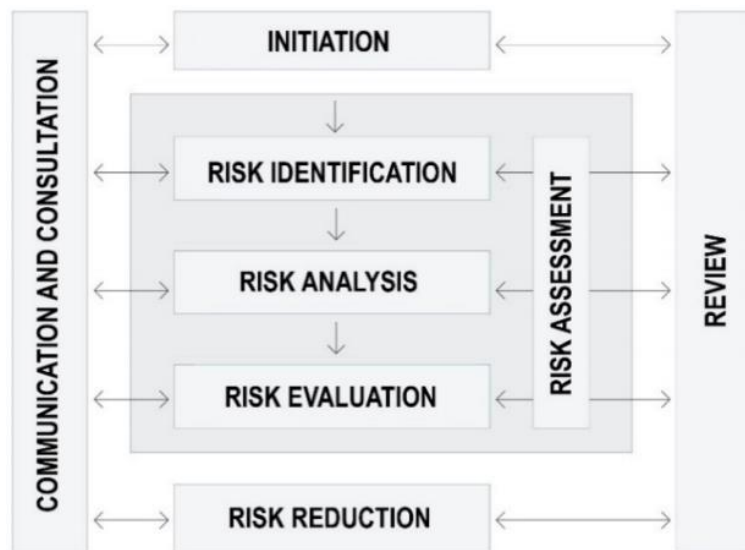 INITIATION
COMMUNICATION AND CONSULTATION
RISK IDENTIFICATION
RISK ANALYSIS
RISK EVALUATION
RISK ASSESSMENT
REVIEW
RISK REDUCTION